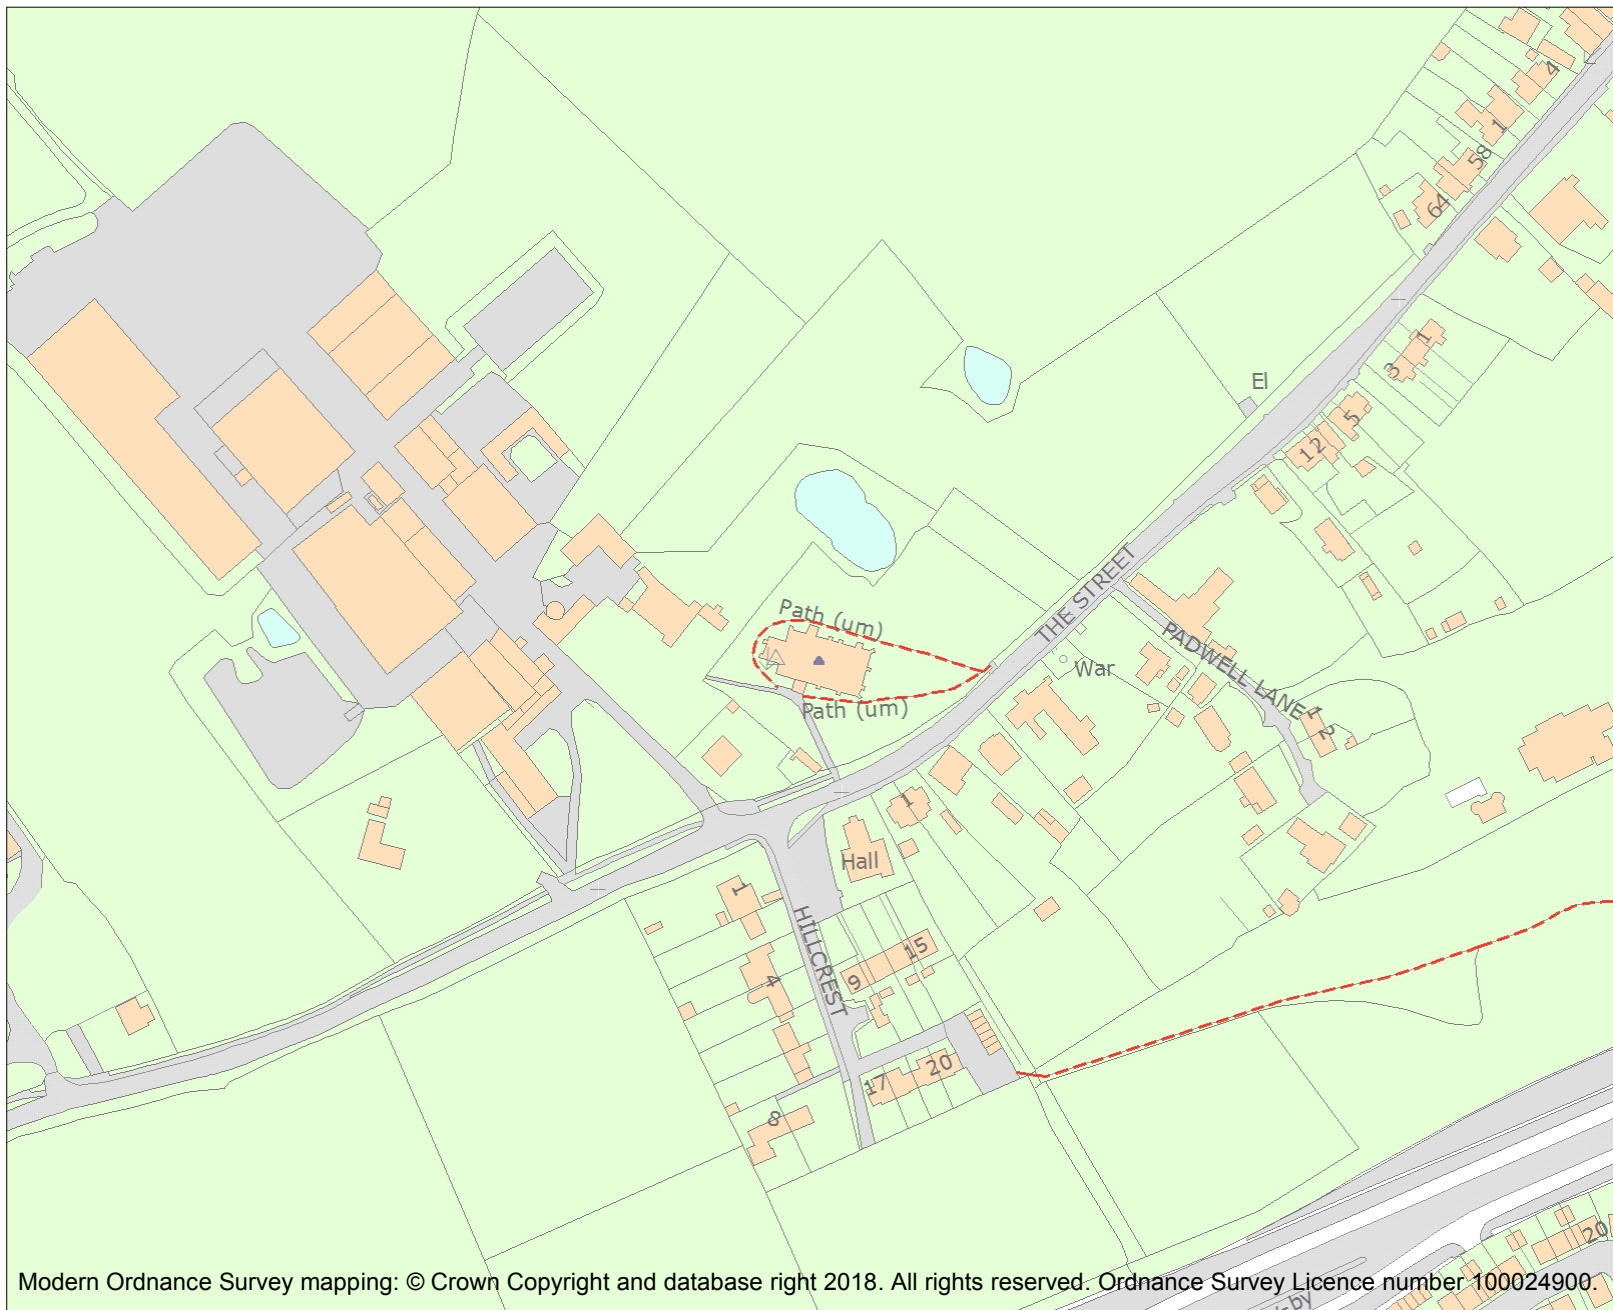 4
1
58
64
1
3
El
5
12
THE STREET
Path (um)
PADWELL LANE
War
Path (um)
1
2
1
Hall
1
HILLCREST
15
4
9
20
17
8
20
Modern Ordnance Survey mapping: © Crown Copyright and database right 2018. All rights reserved. Ordnance Survey Licence number 100024900.